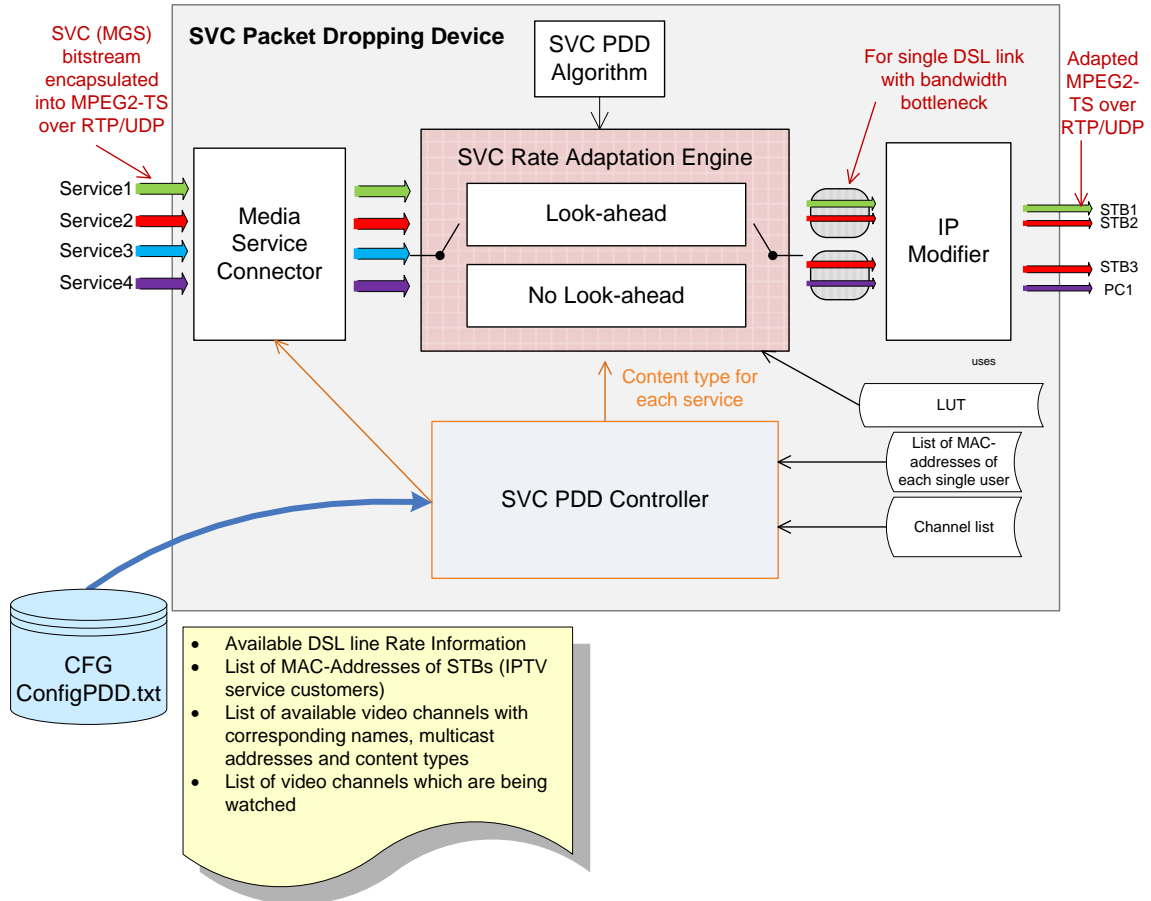 SVC (MGS)
bitstream
encapsulated
into MPEG2-TS
over RTP/UDP
SVC Packet Dropping Device
SVC PDD
Algorithm
For single DSL link
with bandwidth
bottleneck
Adapted
MPEG2-
TS over
RTP/UDP
Service1
Service2
Service3
Service4
Media
Service
Connector
SVC Rate Adaptation Engine
Look-ahead
No Look-ahead
IP
Modifier
STB1
STB2
STB3
PC1
uses
Content type for
each service
LUT
List of MAC-
addresses of
each single user
Channel list
SVC PDD Controller
CFG
ConfigPDD.txt
• Available DSL line Rate Information
• List of MAC-Addresses of STBs (IPTV
service customers)
• List of available video channels with
corresponding names, multicast
addresses and content types
• List of video channels which are being
watched